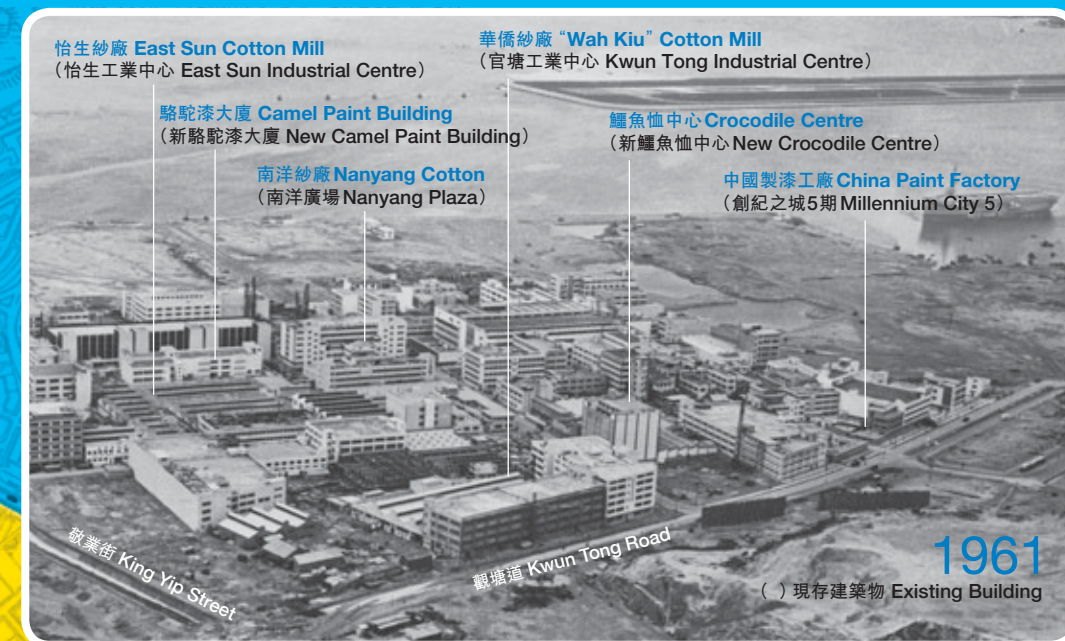 怡生紗廠 East Sun Cotton Mill
(怡生工業中心 East Sun Industrial Centre)
華僑紗廠 “Wah Kiu” Cotton Mill
(官塘工業中心 Kwun Tong Industrial Centre)
駱駝漆大廈 Camel Paint Building
(新駱駝漆大廈 New Camel Paint Building)
鱷魚恤中心 Crocodile Centre
(新鱷魚恤中心 New Crocodile Centre)
南洋紗廠 Nanyang Cotton
(南洋廣場 Nanyang Plaza)
中國製漆工廠 China Paint Factory
(創紀之城5期 Millennium City 5)
敬業街 King Yip Street
觀塘道 Kwun Tong Road
1961
( ) 現存建築物 Existing Building